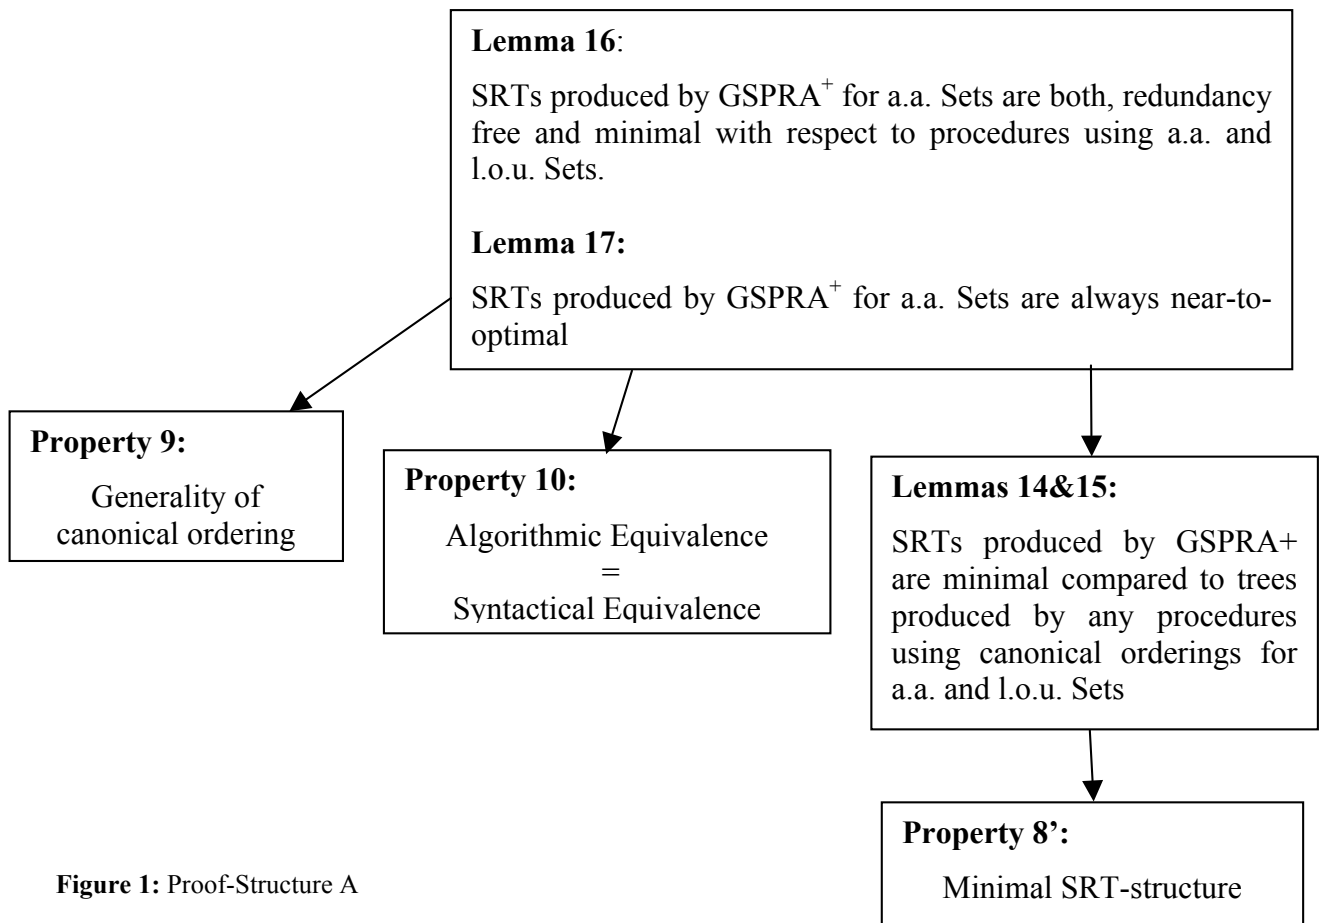 Lemma 16:
SRTs produced by GSPRA+ for a.a. Sets are both, redundancy
free and minimal with respect to procedures using a.a. and
l.o.u. Sets.
Lemma 17:
SRTs produced by GSPRA+ for a.a. Sets are always near-to-
optimal
Property 9:
Generality of
canonical ordering
Property 10:
Algorithmic Equivalence
=
Syntactical Equivalence
Lemmas 14&15:
SRTs produced by GSPRA+
are minimal compared to trees
produced by any procedures
using canonical orderings for
a.a. and l.o.u. Sets
Property 8’:
Minimal SRT-structure
Figure 1: Proof-Structure A